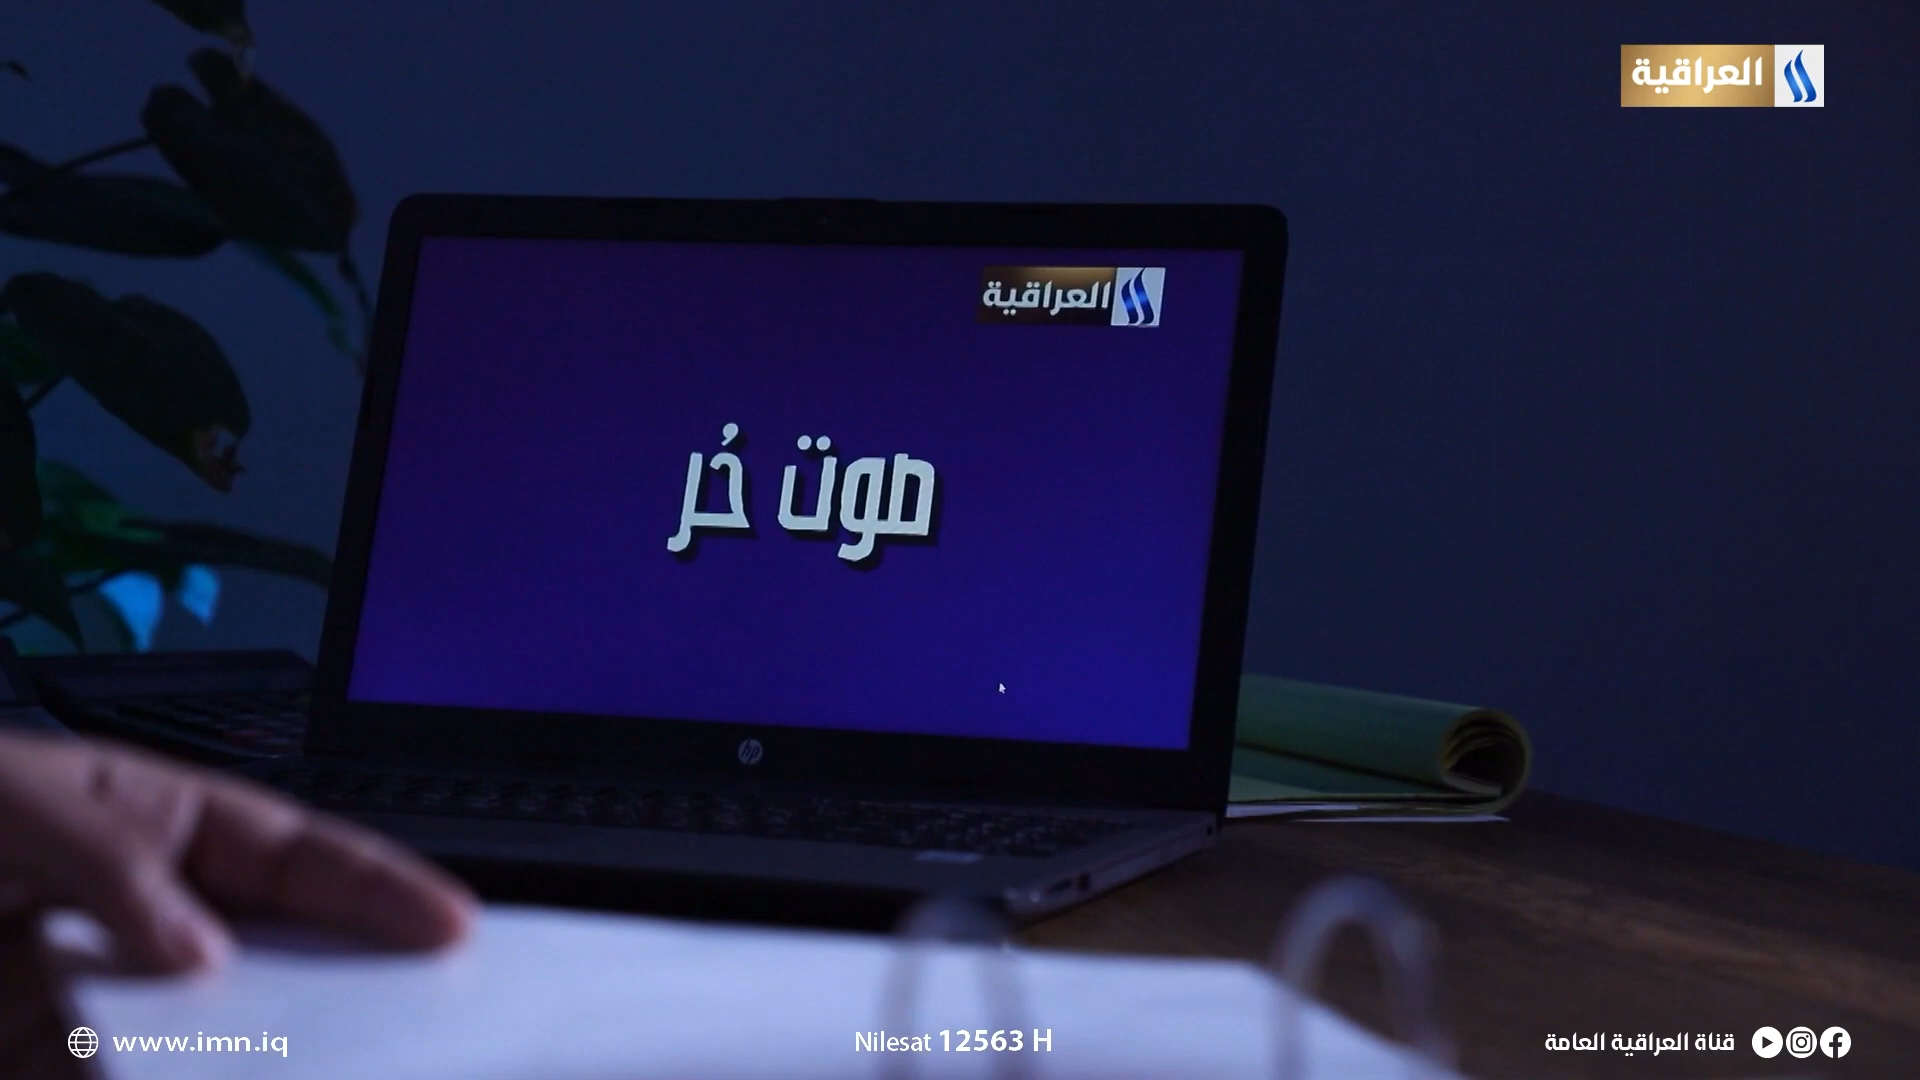 العراقية
العراقية
صوت حُر
hp
www.imn.iq
Nilesat 12563 H
قناة العراقية العامة